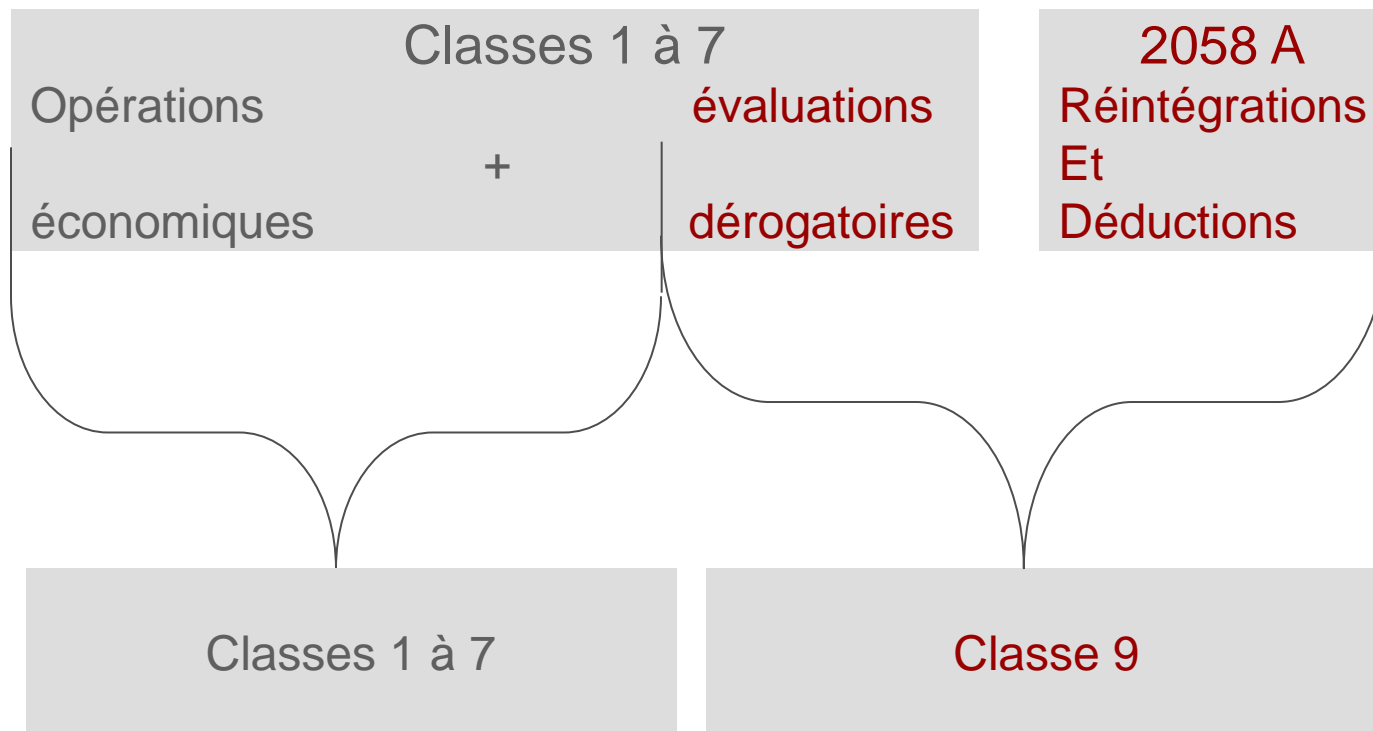 Classes 1 à 7
Opérations évaluations
+
économiques dérogatoires
2058 A
Réintégrations
Et
Déductions
Classes 1 à 7
Classe 9